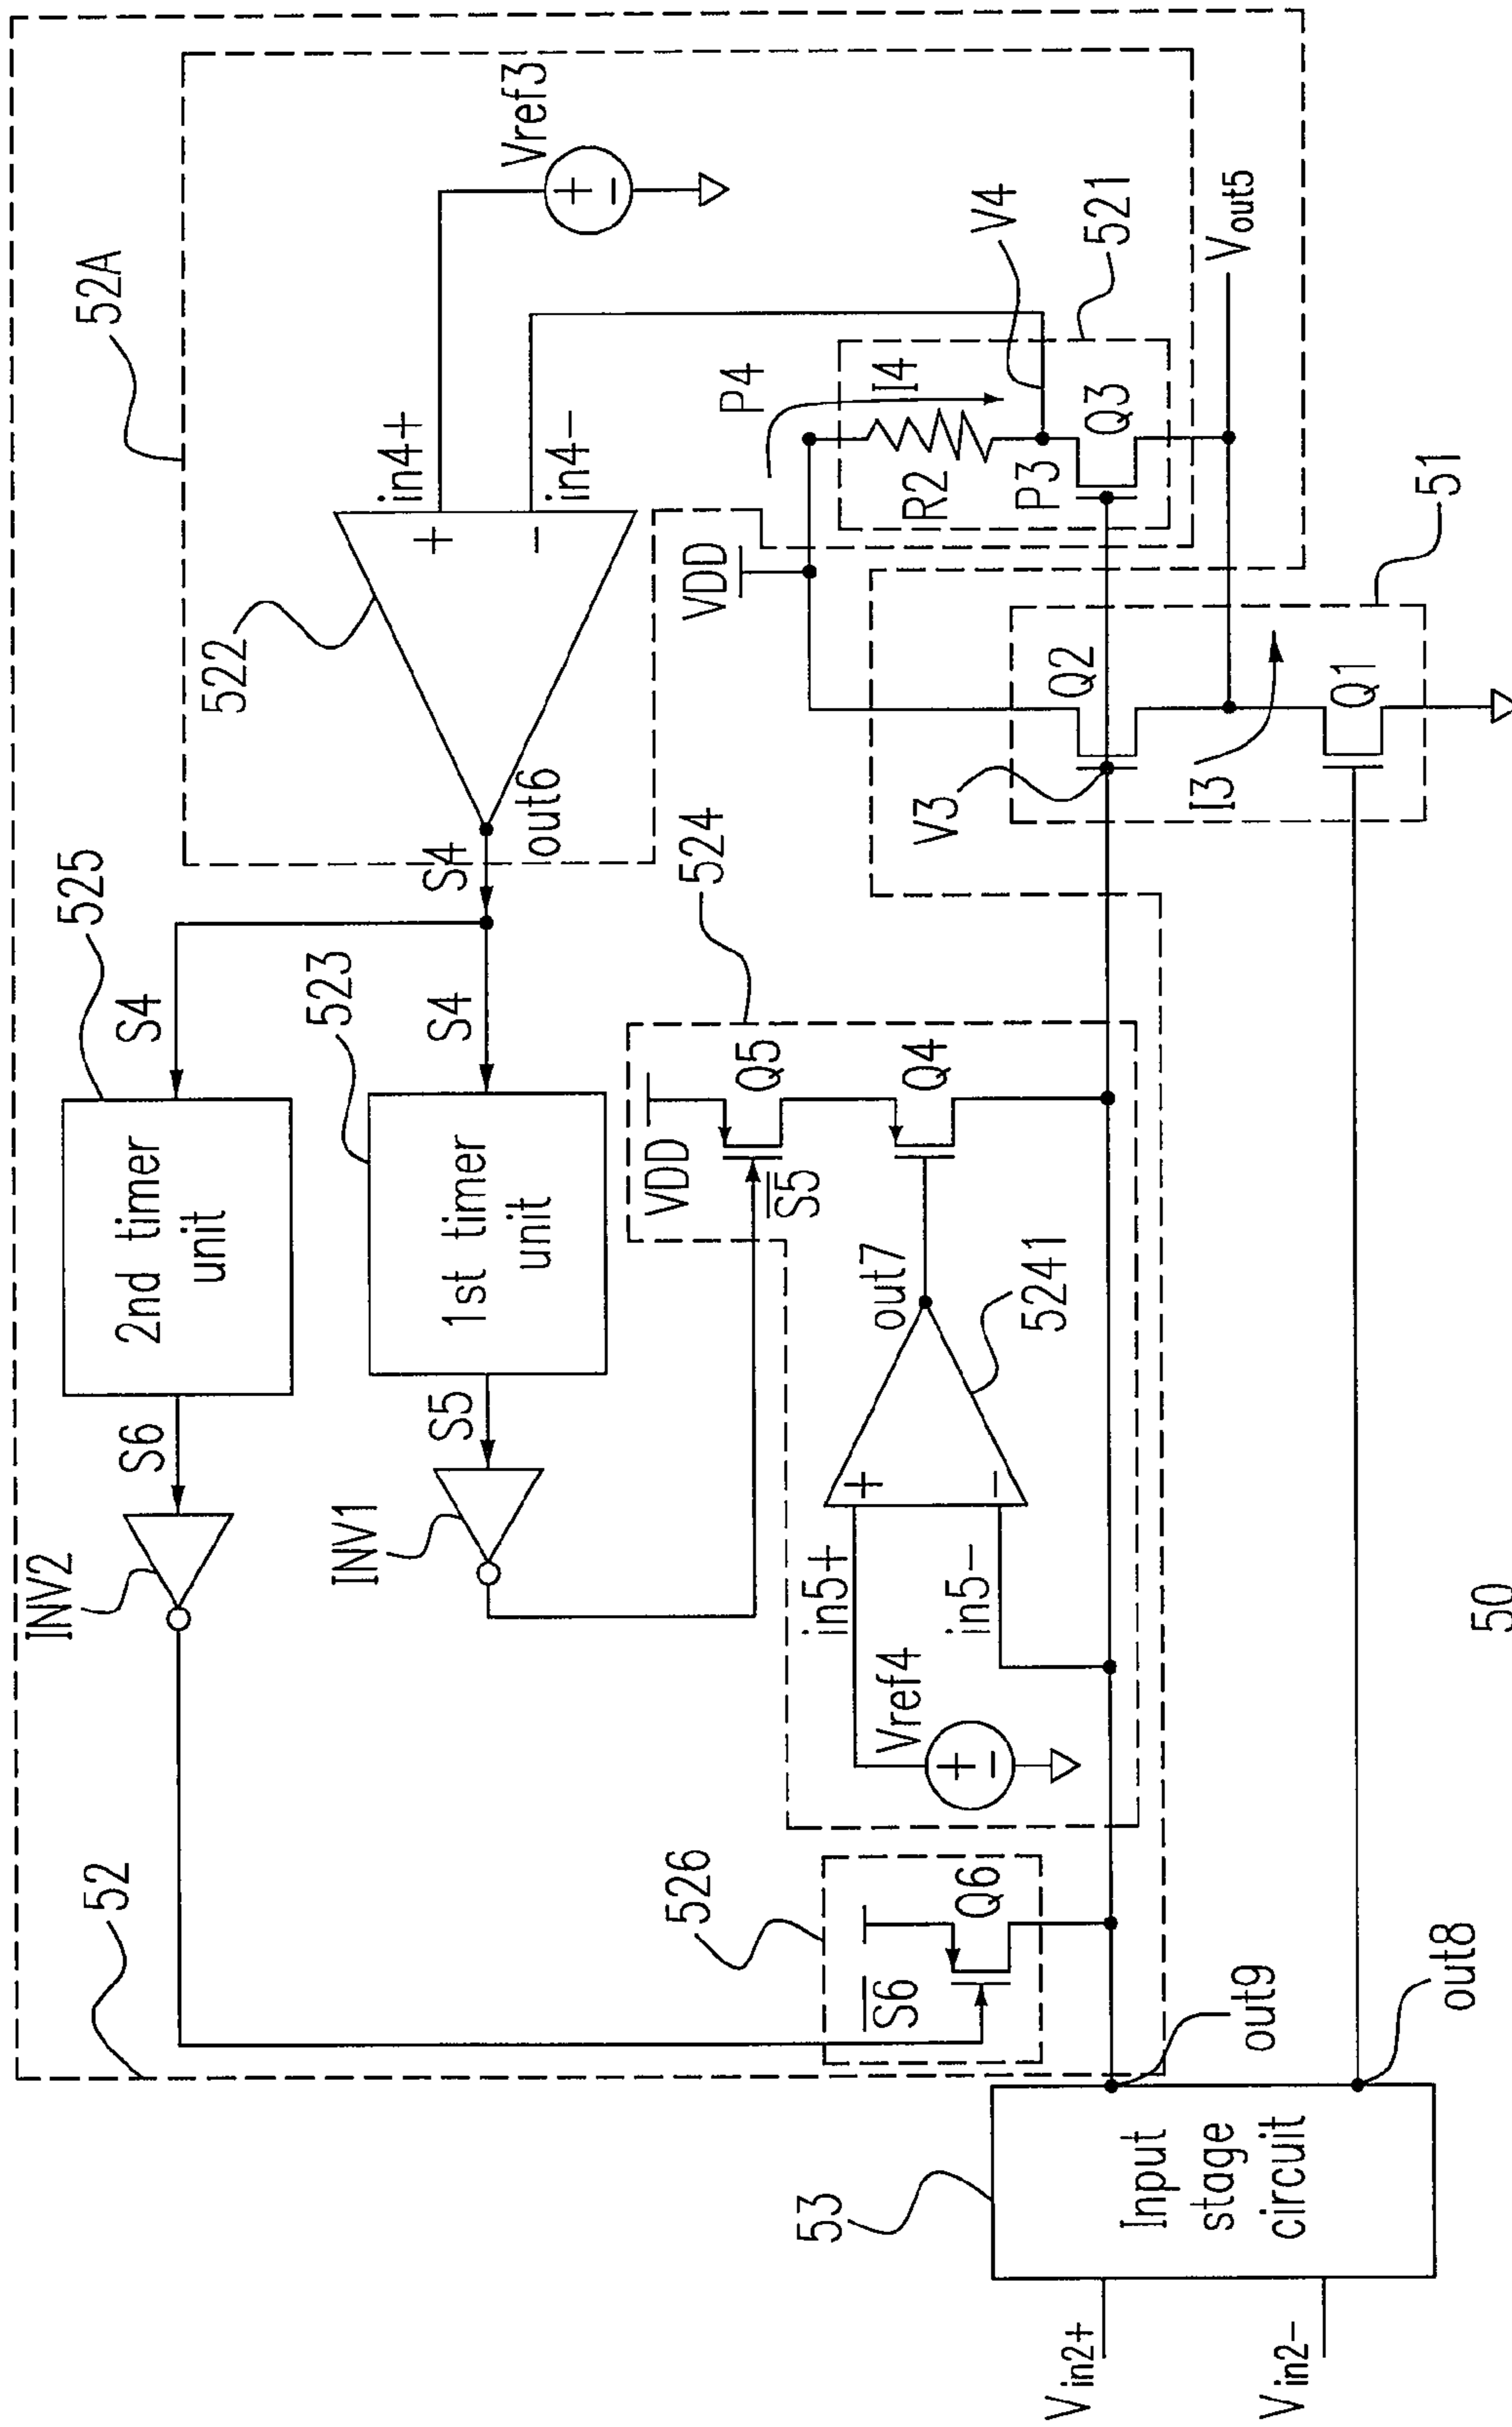 52
52A
INV2
S6
2nd timer
unit
525
S4
INV1
S5
1st timer
unit
523
S4
S4
out6
522
in4+
in4-
+
-
Vref3
+
-
P4
VDD
R2
I4
V4
P3
Q3
521
524
VDD
Q5
S̅5̅
Q4
out7
5241
+
-
in5+
in5-
Vref4
+
-
526
S̅6̅
Q6
V3
Q2
I3
Q1
51
Vout5
53
Input
stage
circuit
out9
out8
Vin2+
Vin2-
50